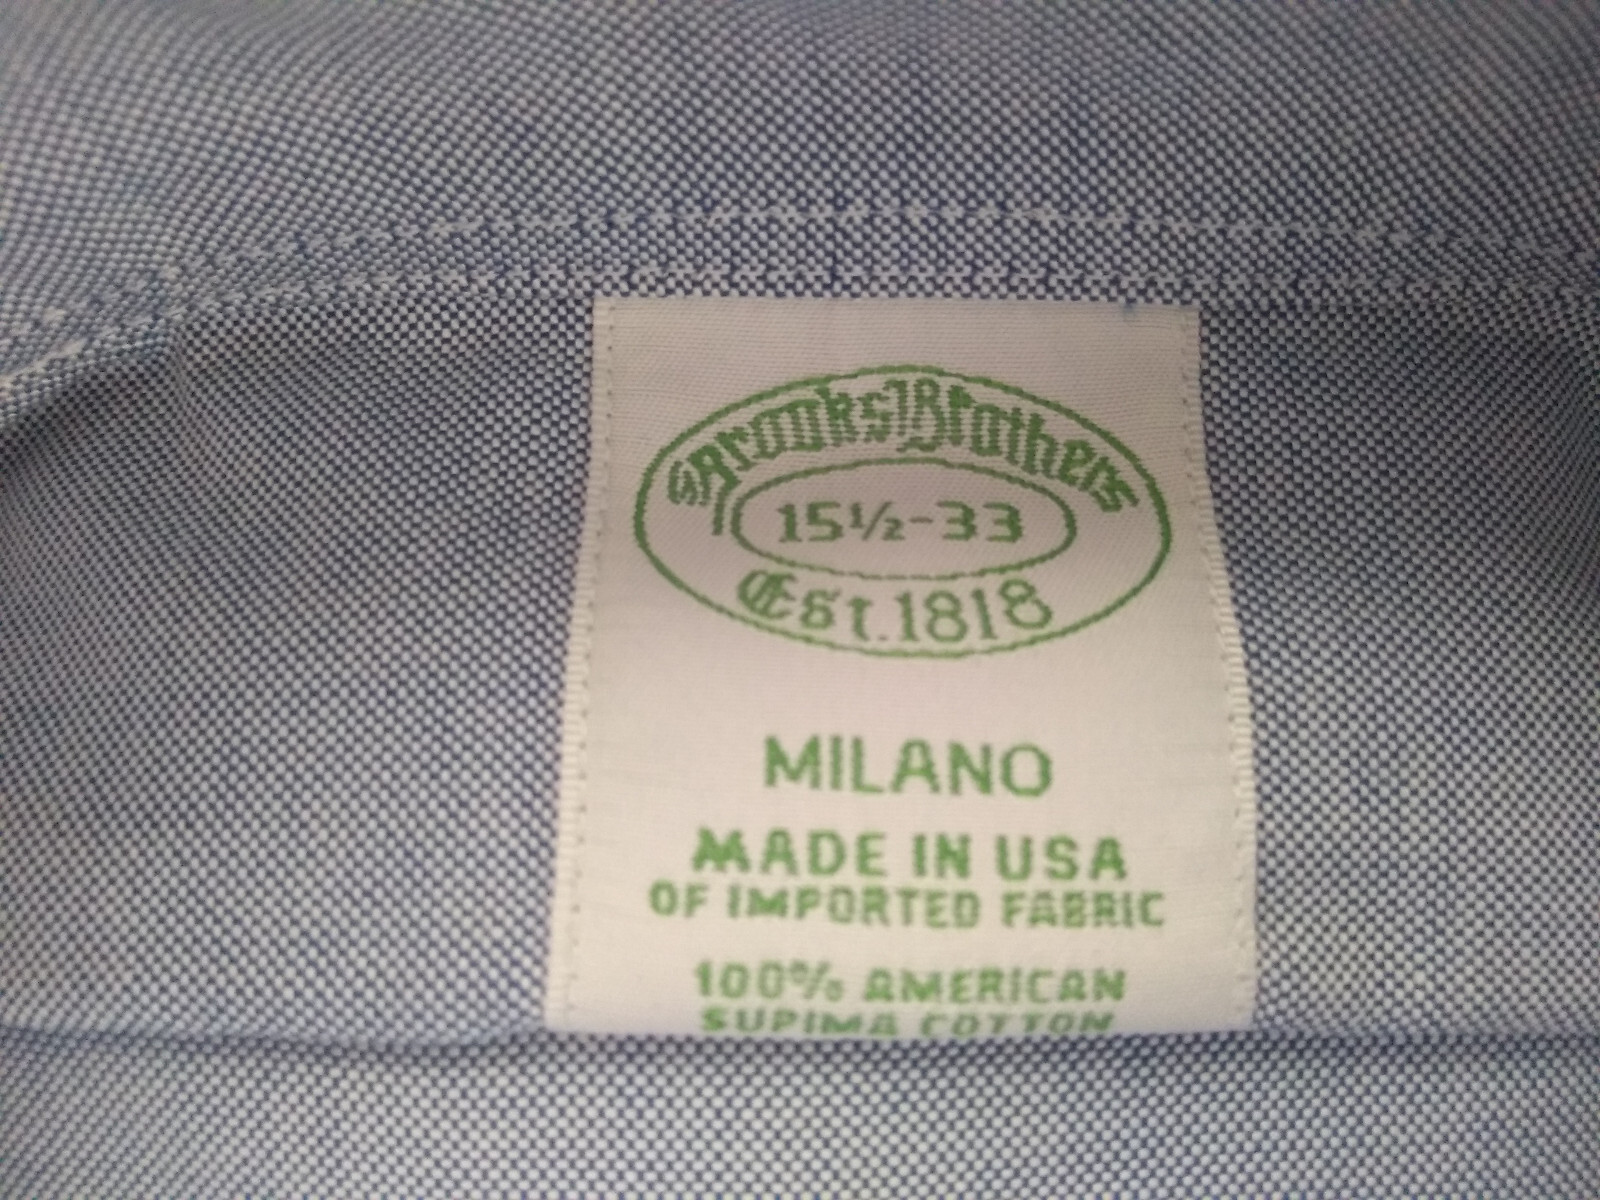 Brooks Brothers
15½-33
Est. 1818
MILANO
MADE IN USA
OF IMPORTED FABRIC
100% AMERICAN
SUPIMA COTTON